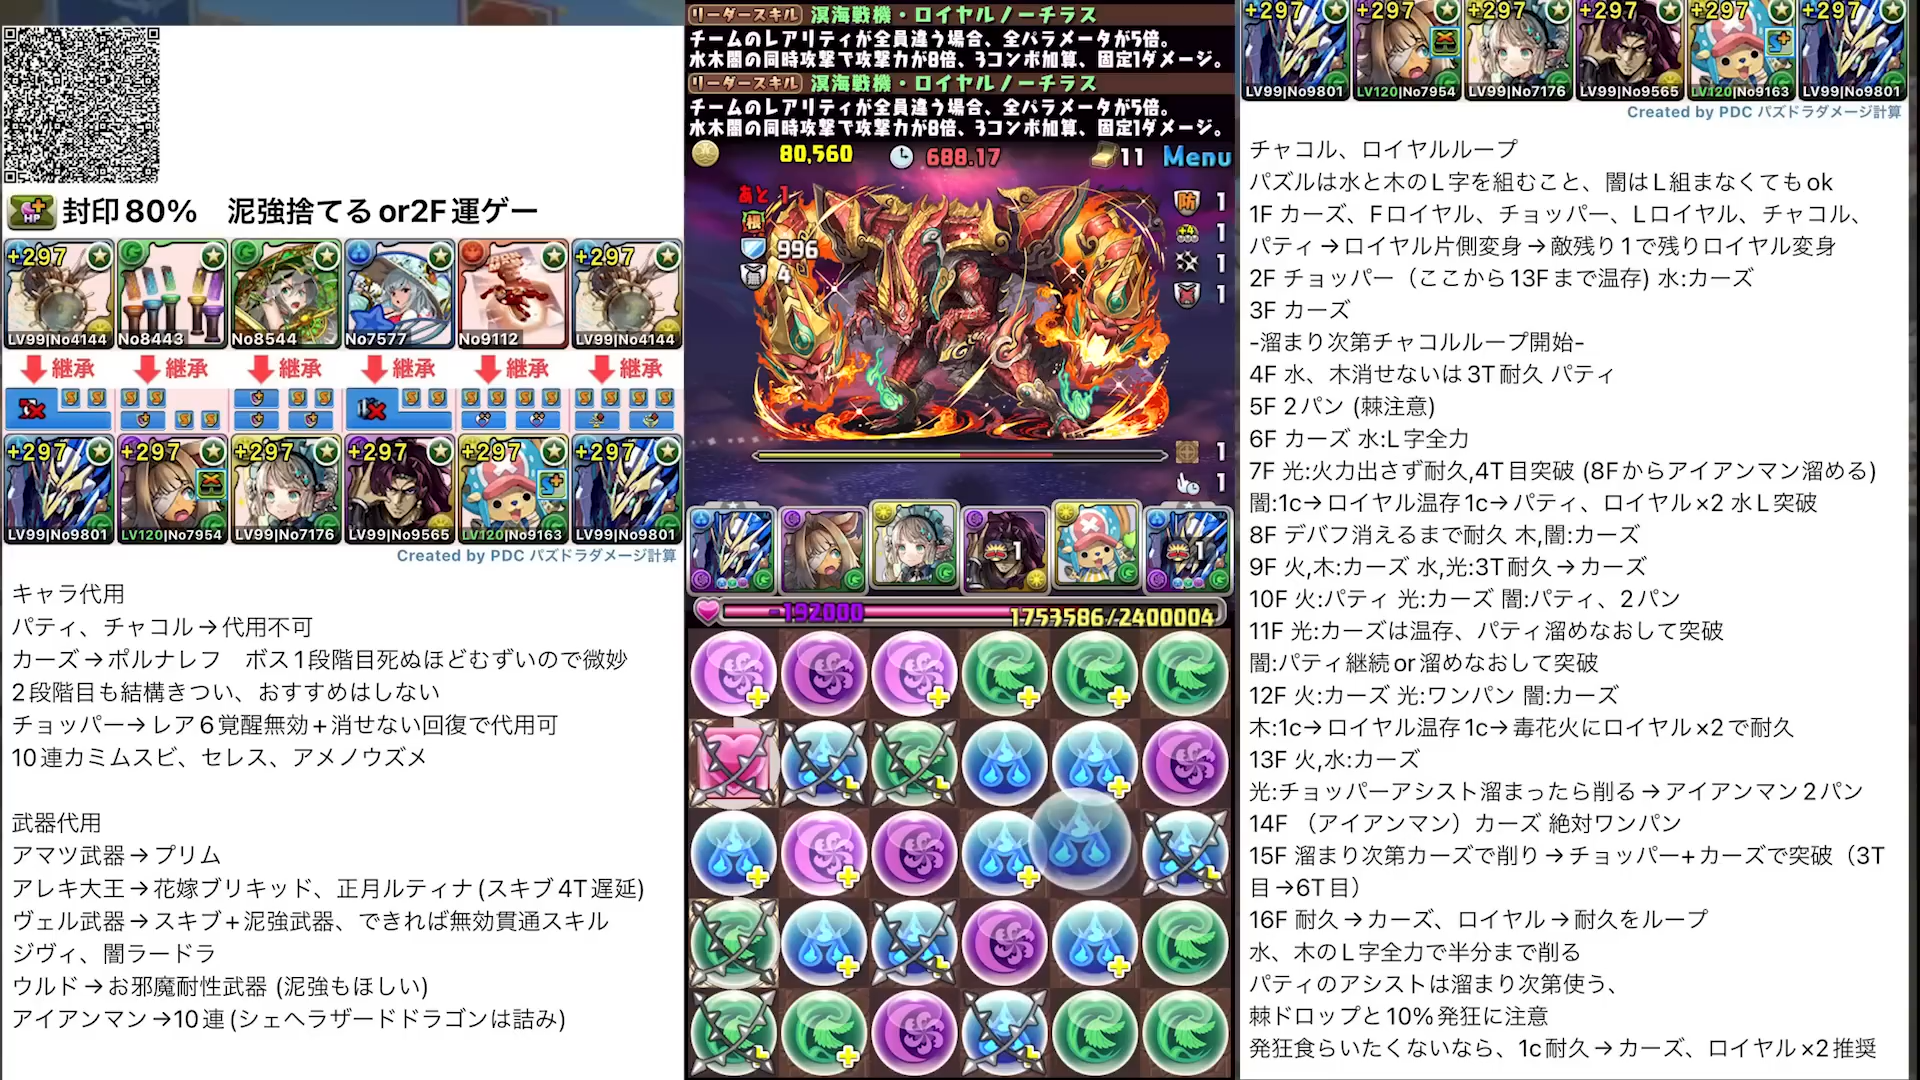 封印80%　泥強捨てるor2F運ゲー
+297
+297
LV99|No4144
No8443
No8544
No7577
No9112
LV99|No4144
継承
継承
継承
継承
継承
継承
+297
+297
+297
+297
+297
+297
LV99|No9801
LV120|No7954
LV99|No7176
LV99|No9565
LV120|No9163
LV99|No9801
Created by PDC パズドラダメージ計算
キャラ代用
パティ、チャコル→代用不可
カーズ→ポルナレフ　ボス1段階目死ぬほどむずいので微妙
2段階目も結構きつい、おすすめはしない
チョッパー→レア6覚醒無効+消せない回復で代用可
10連カミムスビ、セレス、アメノウズメ
武器代用
アマツ武器→プリム
アレキ大王→花嫁ブリキッド、正月ルティナ(スキブ4T遅延)
ヴェル武器→スキブ+泥強武器、できれば無効貫通スキル
ジヴィ、闇ラードラ
ウルド→お邪魔耐性武器 (泥強もほしい)
アイアンマン→10連(シェヘラザードドラゴンは詰み)
リーダースキル 溟海戦機・ロイヤルノーチラス
チームのレアリティが全員違う場合、全パラメータが5倍。
水木闇の同時攻撃で攻撃力が8倍、3コンボ加算、固定1ダメージ。
リーダースキル 溟海戦機・ロイヤルノーチラス
チームのレアリティが全員違う場合、全パラメータが5倍。
水木闇の同時攻撃で攻撃力が8倍、3コンボ加算、固定1ダメージ。
80,560
688.17
11
Menu
あと 1
根
996
無
4
防 1
+4 1
1
1
1
1
1
1
-192000
1753586/2400004
+297
+297
+297
+297
+297
+297
LV99|No9801
LV120|No7954
LV99|No7176
LV99|No9565
LV120|No9163
LV99|No9801
Created by PDC パズドラダメージ計算
チャコル、ロイヤルループ
パズルは水と木のL字を組むこと、闇はL組まなくてもok
1F カーズ、Fロイヤル、チョッパー、Lロイヤル、チャコル、
パティ→ロイヤル片側変身→敵残り1で残りロイヤル変身
2F チョッパー（ここから13Fまで温存) 水:カーズ
3F カーズ
-溜まり次第チャコルループ開始-
4F 水、木消せないは3T耐久 パティ
5F 2パン (棘注意)
6F カーズ 水:L字全力
7F 光:火力出さず耐久,4T目突破 (8Fからアイアンマン溜める)
闇:1c→ロイヤル温存1c→パティ、ロイヤル×2 水L突破
8F デバフ消えるまで耐久 木,闇:カーズ
9F 火,木:カーズ 水,光:3T耐久→カーズ
10F 火:パティ 光:カーズ 闇:パティ、2パン
11F 光:カーズは温存、パティ溜めなおして突破
闇:パティ継続or溜めなおして突破
12F 火:カーズ 光:ワンパン 闇:カーズ
木:1c→ロイヤル温存1c→毒花火にロイヤル×2で耐久
13F 火,水:カーズ
光:チョッパーアシスト溜まったら削る→アイアンマン2パン
14F （アイアンマン）カーズ 絶対ワンパン
15F 溜まり次第カーズで削り→チョッパー+カーズで突破（3T
目→6T目）
16F 耐久→カーズ、ロイヤル→耐久をループ
水、木のL字全力で半分まで削る
パティのアシストは溜まり次第使う、
棘ドロップと10%発狂に注意
発狂食らいたくないなら、1c耐久→カーズ、ロイヤル×2推奨